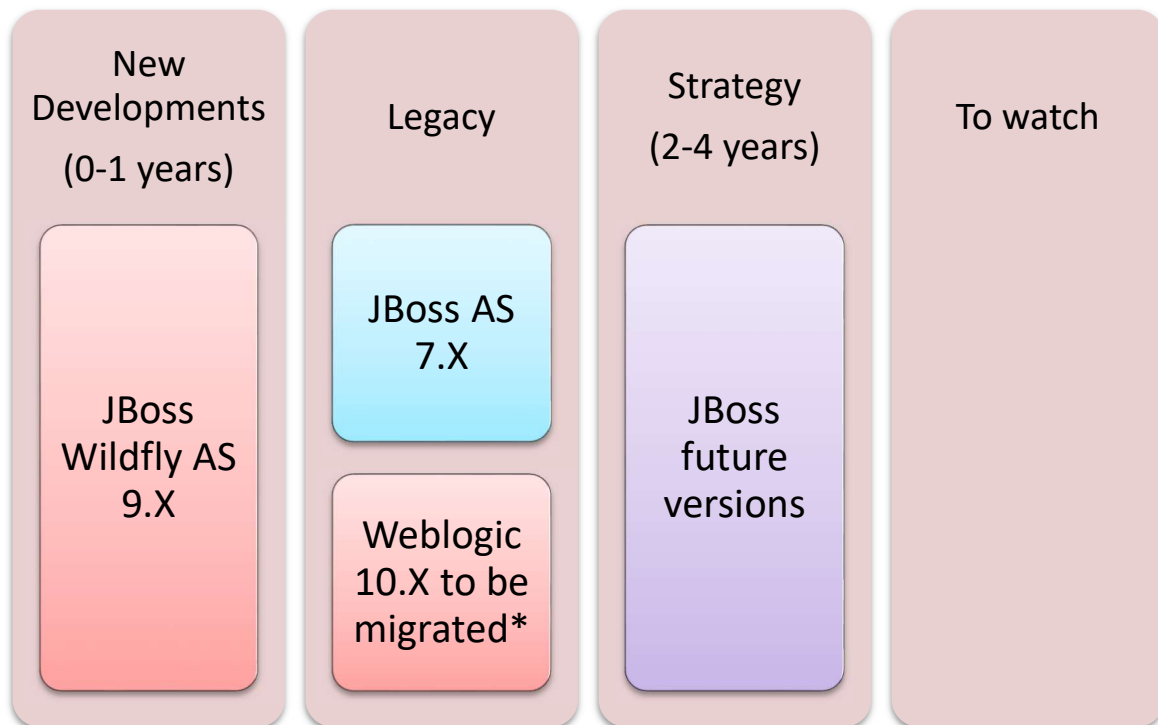 New
Developments
(0-1 years)
JBoss
Wildfly AS
9.X
Legacy
JBoss AS
7.X
Weblogic
10.X to be
migrated*
Strategy
(2-4 years)
JBoss
future
versions
To watch